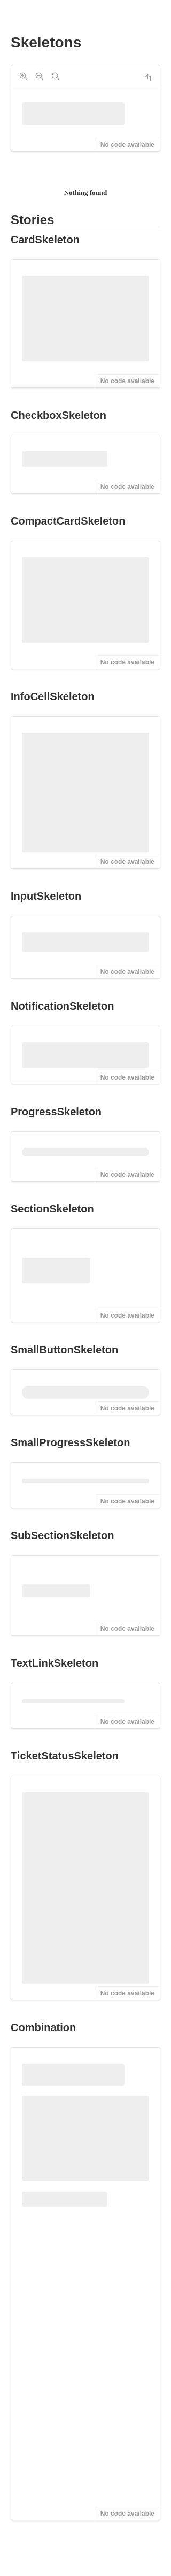 Skeletons
No code available
Nothing found
Stories
CardSkeleton
No code available
CheckboxSkeleton
No code available
CompactCardSkeleton
No code available
InfoCellSkeleton
No code available
InputSkeleton
No code available
NotificationSkeleton
No code available
ProgressSkeleton
No code available
SectionSkeleton
No code available
SmallButtonSkeleton
No code available
SmallProgressSkeleton
No code available
SubSectionSkeleton
No code available
TextLinkSkeleton
No code available
TicketStatusSkeleton
No code available
Combination
No code available